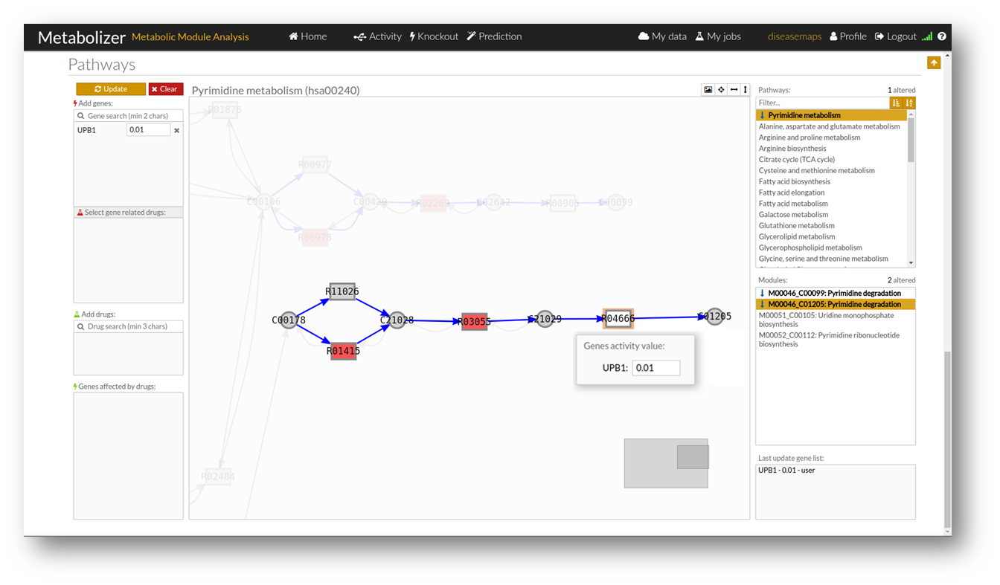 Metabolizer Metabolic Module Analysis Home Activity Knockout Prediction My data My jobs diseasemaps Profile Logout
Pathways
Update Clear
Add genes:
Gene search (min 2 chars)
UPB1 0.01
Select gene related drugs:
Add drugs:
Drug search (min 3 chars)
Genes affected by drugs:
Pyrimidine metabolism (hsa00240)
R01876
R00977
C00106 C00429 R02269 C02642 R00905 C00099
R00978
R11026
C00178 C21028 R03055 C21029 R04666 C01205
R01415
Genes activity value:
UPB1: 0.01
R02484
Pathways: 1 altered
Filter...
Pyrimidine metabolism
Alanine, aspartate and glutamate metabolism
Arginine and proline metabolism
Arginine biosynthesis
Citrate cycle (TCA cycle)
Cysteine and methionine metabolism
Fatty acid biosynthesis
Fatty acid elongation
Fatty acid metabolism
Galactose metabolism
Glutathione metabolism
Glycerolipid metabolism
Glycerophospholipid metabolism
Glycine, serine and threonine metabolism
Modules: 2 altered
M00046_C00099: Pyrimidine degradation
M00046_C01205: Pyrimidine degradation
M00051_C00105: Uridine monophosphate
biosynthesis
M00052_C00112: Pyrimidine ribonucleotide
biosynthesis
Last update gene list:
UPB1 - 0.01 - user